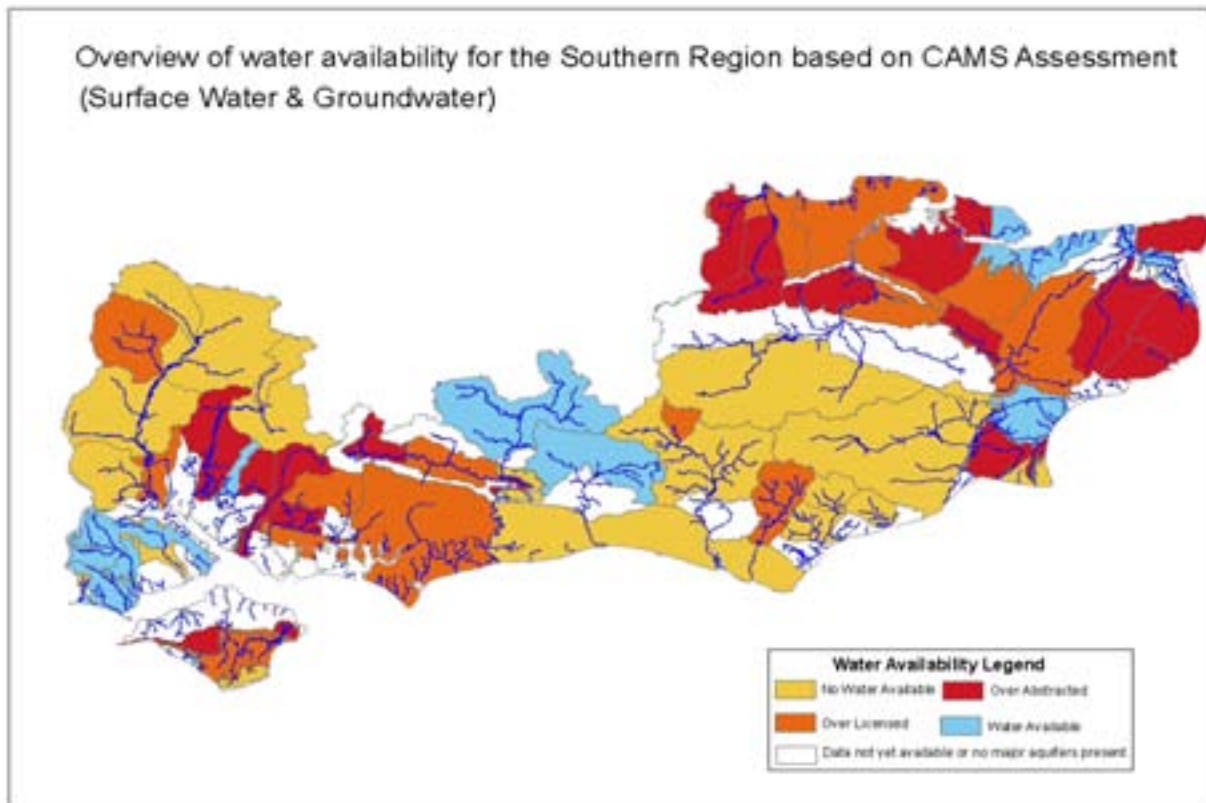 Overview of water availability for the Southern Region based on CAMS Assessment
(Surface Water & Groundwater)
Water Availability Legend
No Water Available
Over Abstracted
Over Licensed
Water Available
Data not yet available or no major aquifers present